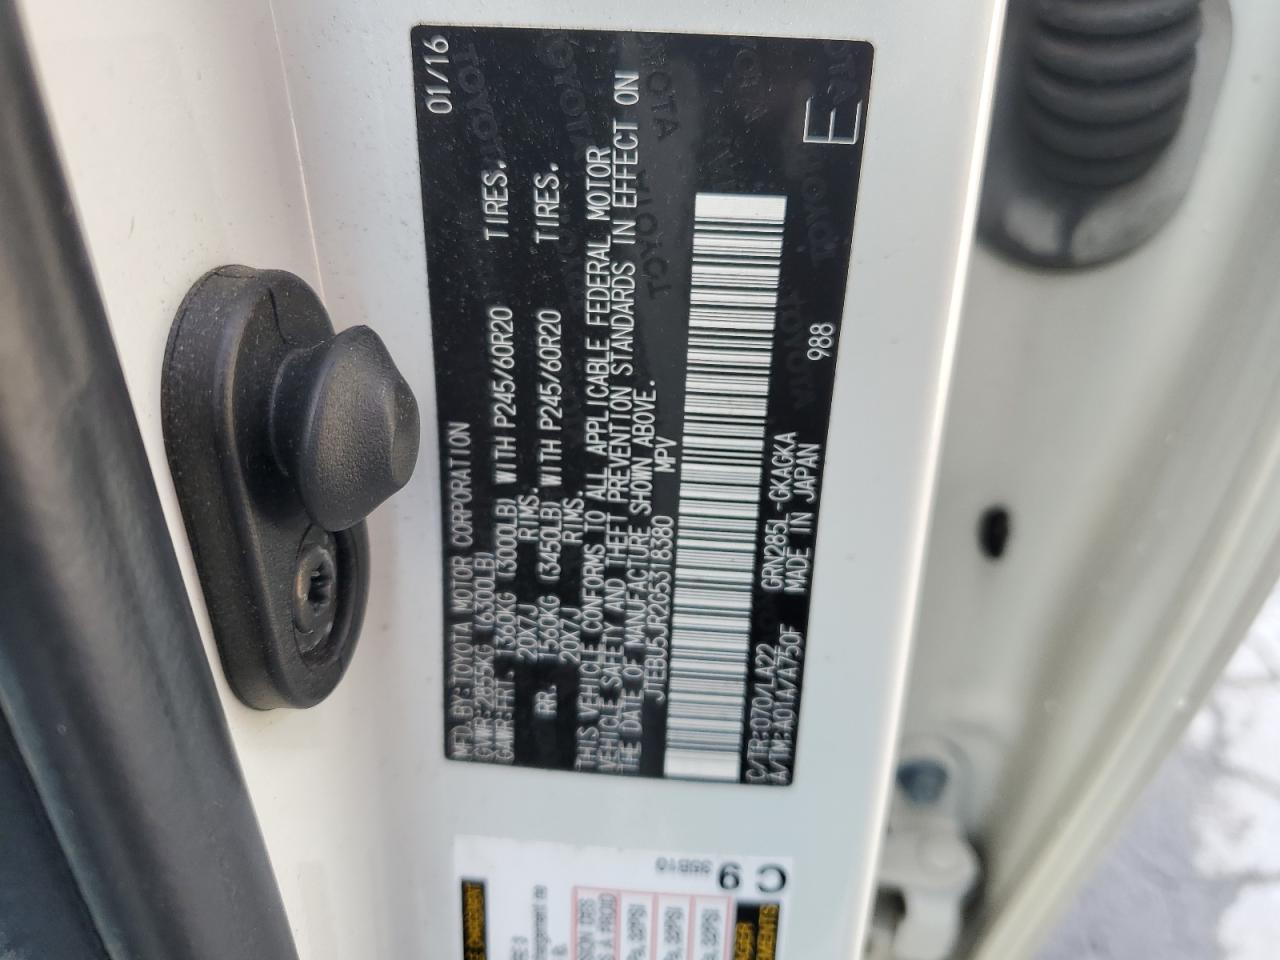 MFD.BY:TOYOTA MOTOR CORPORATION 01/16
GVWR:2855KG (6300LB)
GAWR:FRT. 1360KG (3000LB) WITH P245/60R20 TIRES.
20X7J RIMS.
RR. 1560KG (3450LB) WITH P245/60R20 TIRES.
20X7J RIMS.
THIS VEHICLE CONFORMS TO ALL APPLICABLE FEDERAL MOTOR
VEHICLE SAFETY AND THEFT PREVENTION STANDARDS IN EFFECT ON
THE DATE OF MANUFACTURE SHOWN ABOVE.
JTEBU5JR2G5318380 MPV
C/TR:070/LA22 GRN285L-GKAGKA 988
A/TM:A01A/A750F MADE IN JAPAN
E
TOYOTA
C9
35B10